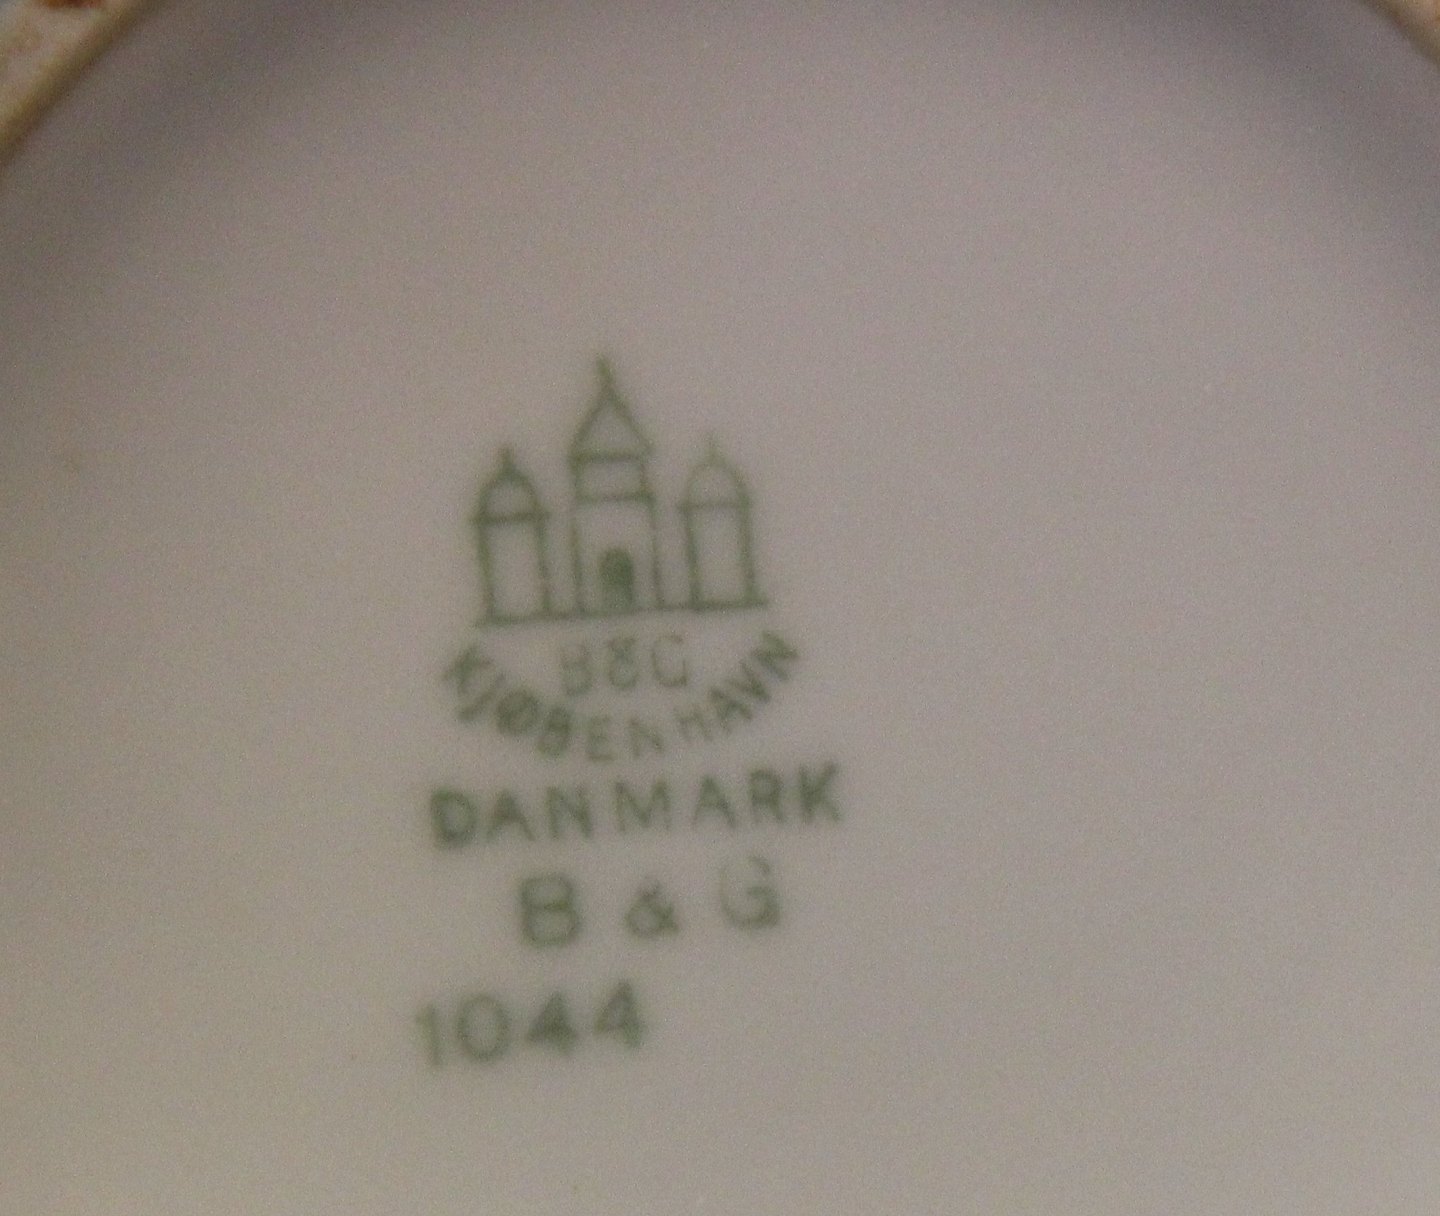 B&G
KJØBENHAVN
DANMARK
B & G
1044